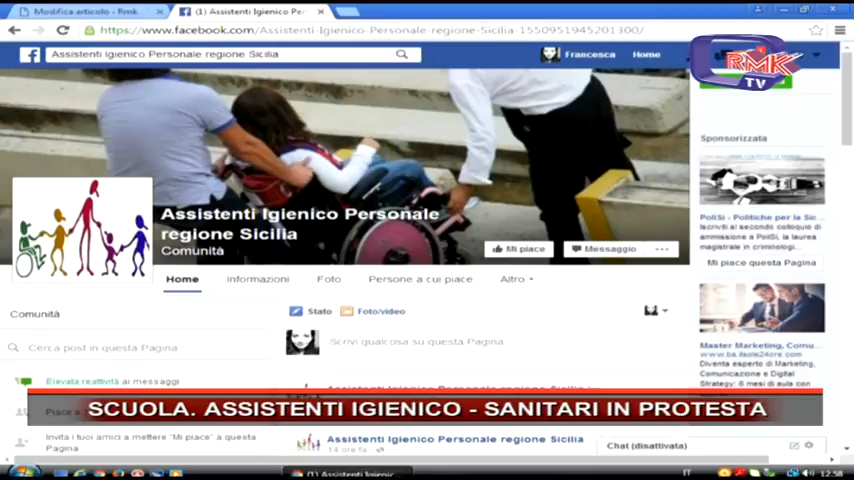 Modifica articolo - Rmk
(1) Assistenti Igienico Pe
https://www.facebook.com/Assistenti-Igienico-Personale-regione-Sicilia-1550951945201300/
Assistenti Igienico Personale regione Sicilia
Francesca
Home
RMK
TV
Sponsorizzata
Assistenti Igienico Personale
regione Sicilia
Comunità
Mi piace
Messaggio
...
PoliSi - Politiche per la Sic...
Iscriviti al secondo colloquio di
ammissione a PoliSi, la laurea
magistrale in criminologi...
Mi piace questa Pagina
Home
Informazioni
Foto
Persone a cui piace
Altro
Comunità
Stato
Foto/video
Cerca post in questa Pagina
Scrivi qualcosa su questa Pagina
Master Marketing, Comu...
www.bs.ilsole24ore.com
Diventa esperto di Marketing,
Comunicazione e Digital
Strategy: 6 mesi di aula con
Elevata reattività ai messaggi
SCUOLA. ASSISTENTI IGIENICO - SANITARI IN PROTESTA
Piace a
Invita i tuoi amici a mettere "Mi piace" a questa
Pagina
Assistenti Igienico Personale regione Sicilia
14 ore fa
Chat (disattivata)
(1) Assistenti Igienic
IT
12.58